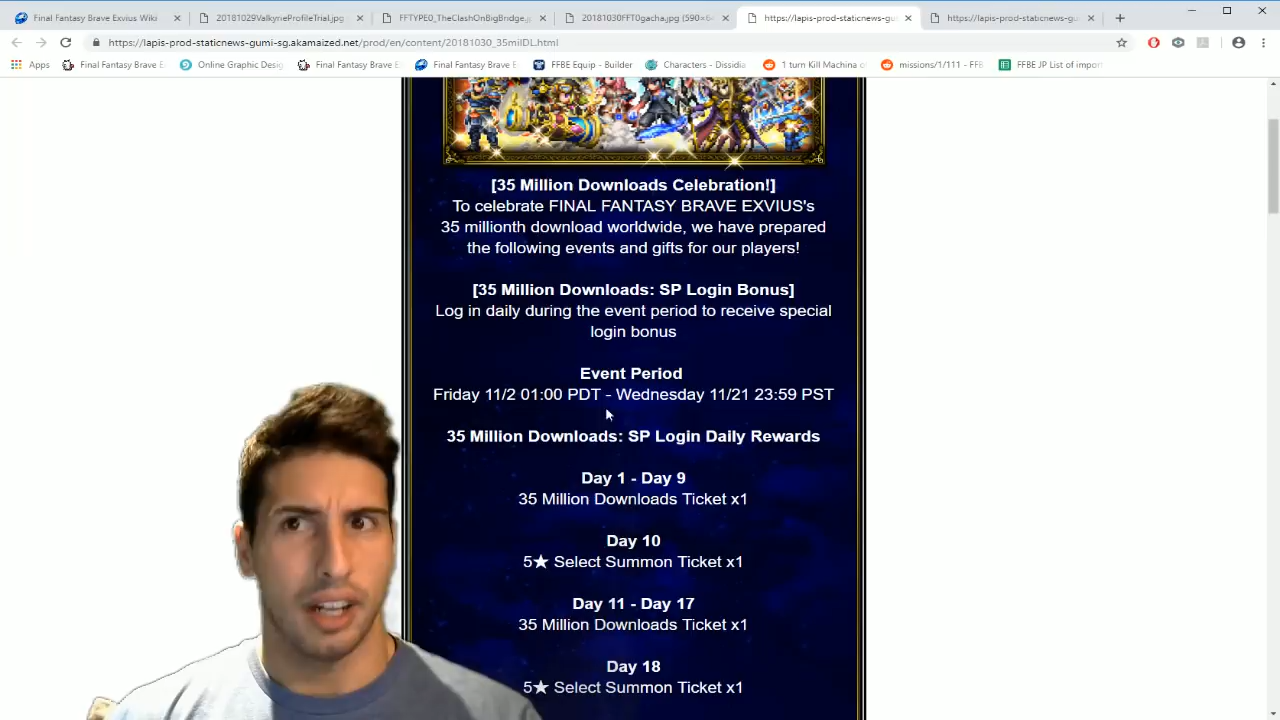 Final Fantasy Brave Exvius Wiki
20181029ValkyrieProfileTrial.jpg
FFTYPE0_TheClashOnBigBridge.j
20181030FFT0gacha.jpg (590×6
https://lapis-prod-staticnews-gu
https://lapis-prod-staticnews-gu
https://lapis-prod-staticnews-gumi-sg.akamaized.net/prod/en/content/20181030_35milDL.html
Apps
Final Fantasy Brave E
Online Graphic Desig
Final Fantasy Brave E
Final Fantasy Brave E
FFBE Equip - Builder
Characters - Dissidia
1 turn Kill Machina o
missions/1/111 - FFB
FFBE JP List of impor
[35 Million Downloads Celebration!]
To celebrate FINAL FANTASY BRAVE EXVIUS's
35 millionth download worldwide, we have prepared
the following events and gifts for our players!
[35 Million Downloads: SP Login Bonus]
Log in daily during the event period to receive special
login bonus
Event Period
Friday 11/2 01:00 PDT - Wednesday 11/21 23:59 PST
35 Million Downloads: SP Login Daily Rewards
Day 1 - Day 9
35 Million Downloads Ticket x1
Day 10
5★ Select Summon Ticket x1
Day 11 - Day 17
35 Million Downloads Ticket x1
Day 18
5★ Select Summon Ticket x1